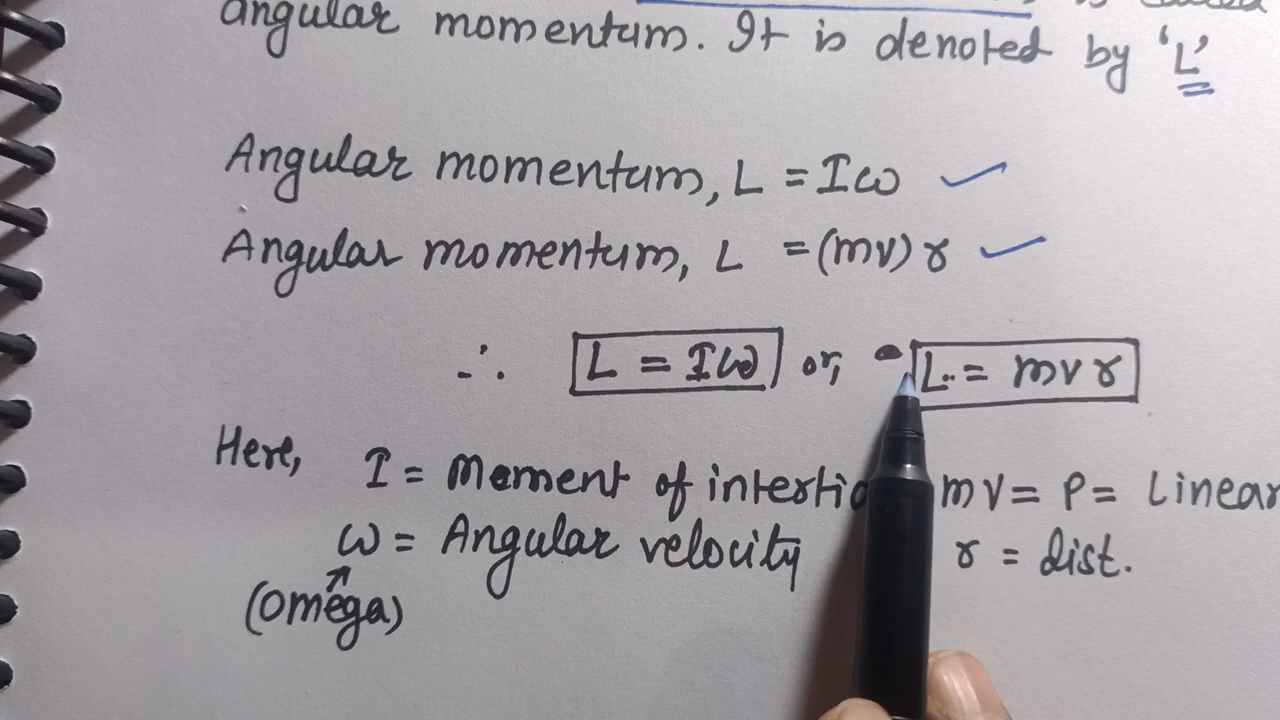 angular momentum. It is denoted by 'L'
Angular momentum, L = Iω
Angular momentum, L = (mv) r
∴ L = Iω or, L = mvr
Here, I = Moment of intertia mv = P = Linear
ω = Angular velocity r = dist.
(omega)